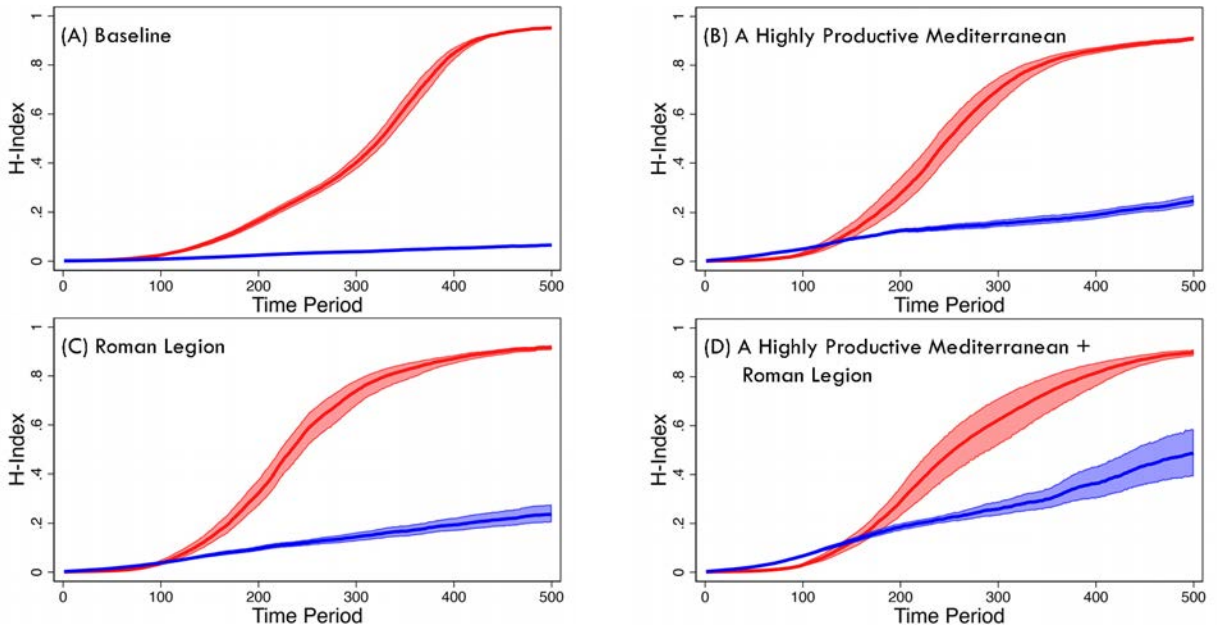 (A) Baseline
H-Index
0 .2 .4 .6 .8 1
0 100 200 300 400 500
Time Period
(B) A Highly Productive Mediterranean
H-Index
0 .2 .4 .6 .8 1
0 100 200 300 400 500
Time Period
(C) Roman Legion
H-Index
0 .2 .4 .6 .8 1
0 100 200 300 400 500
Time Period
(D) A Highly Productive Mediterranean +
Roman Legion
H-Index
0 .2 .4 .6 .8 1
0 100 200 300 400 500
Time Period